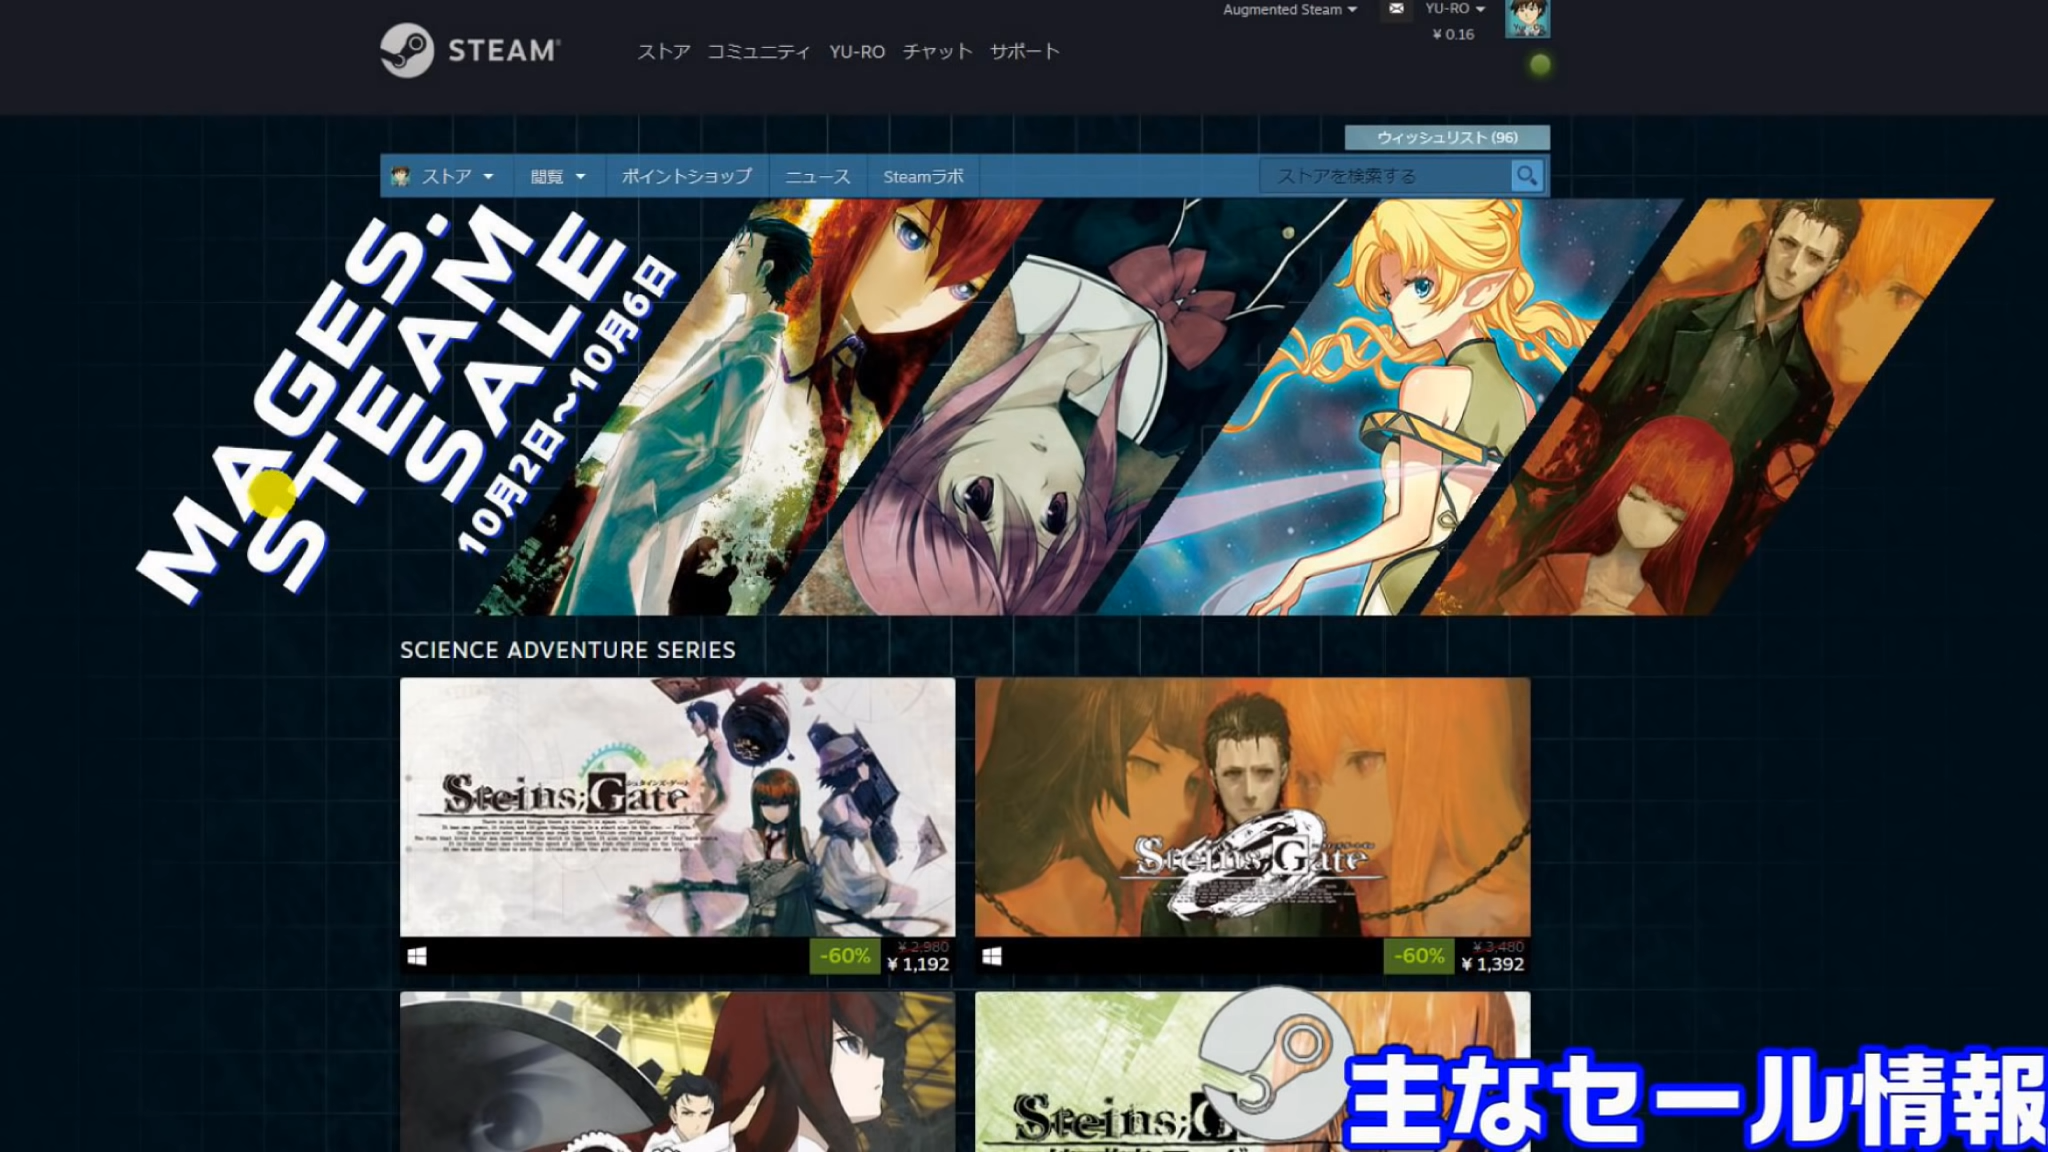 Augmented Steam
YU-RO
¥ 0.16
STEAM
ストア コミュニティ YU-RO チャット サポート
ウィッシュリスト (96)
ストア 閲覧 ポイントショップ ニュース Steamラボ
ストアを検索する
MAGES.
STEAM
SALE
10月2日~10月6日
SCIENCE ADVENTURE SERIES
Steins;Gate
Steins;Gate
0
-60%
¥ 2,980
¥ 1,192
-60%
¥ 3,480
¥ 1,392
Steins;G
主なセール情報